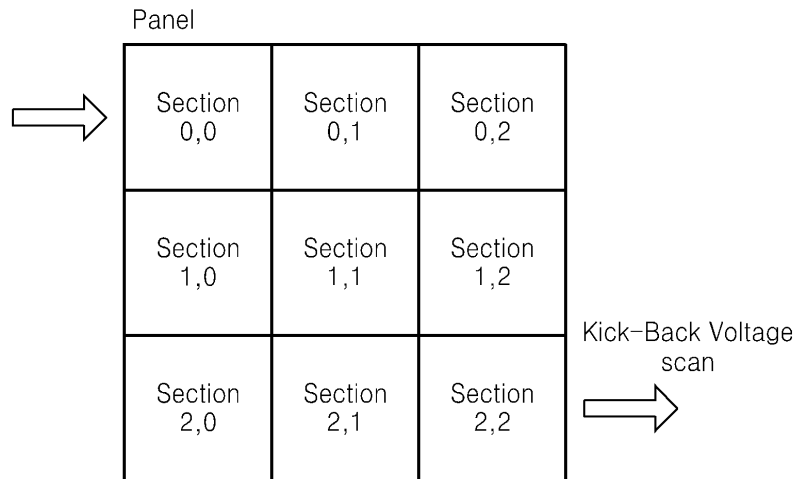 Panel
Section
0,0
Section
0,1
Section
0,2
Section
1,0
Section
1,1
Section
1,2
Kick-Back Voltage
scan
Section
2,0
Section
2,1
Section
2,2